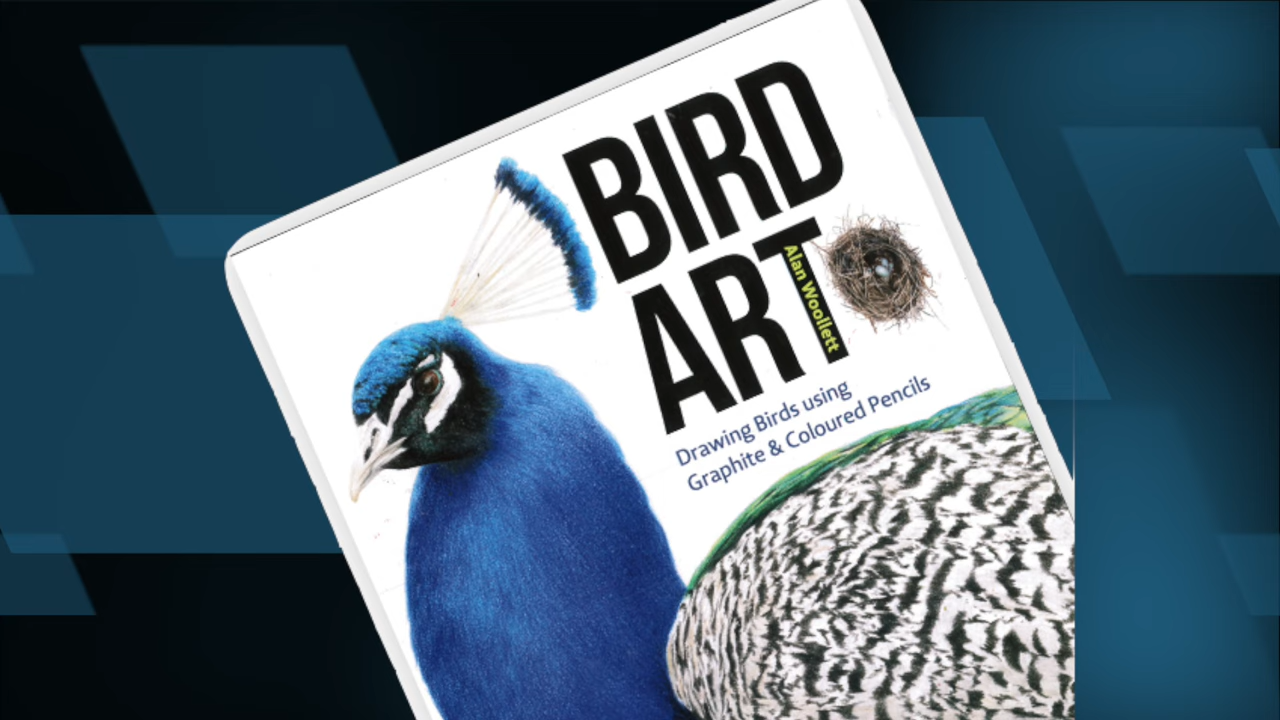 BIRD
ART
Alan Woollett
Drawing Birds using
Graphite & Coloured Pencils